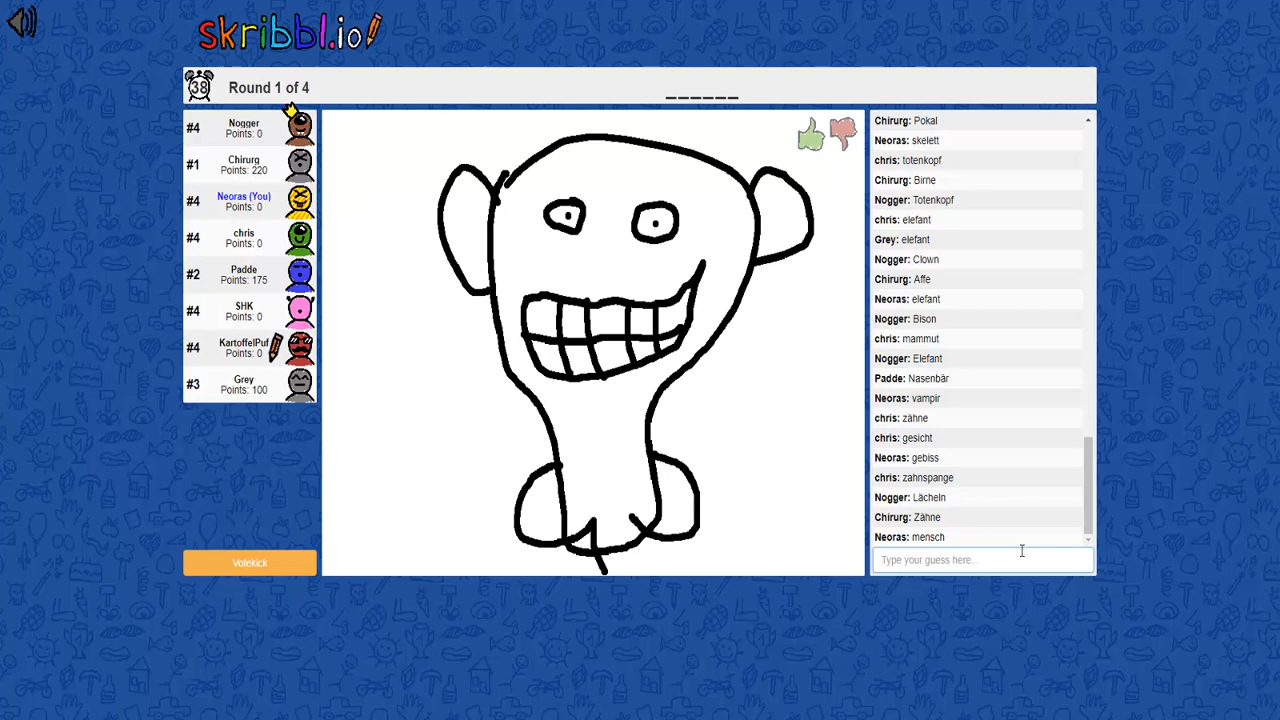 skribbl.io
38
Round 1 of 4
______
#4
Nogger
Points: 0
#1
Chirurg
Points: 220
#4
Neoras (You)
Points: 0
#4
chris
Points: 0
#2
Padde
Points: 175
#4
SHK
Points: 0
#4
KartoffelPuf
Points: 0
#3
Grey
Points: 100
Votekick
Chirurg: Pokal
Neoras: skelett
chris: totenkopf
Chirurg: Birne
Nogger: Totenkopf
chris: elefant
Grey: elefant
Nogger: Clown
Chirurg: Affe
Neoras: elefant
Nogger: Bison
chris: mammut
Nogger: Elefant
Padde: Nasenbär
Neoras: vampir
chris: zähne
chris: gesicht
Neoras: gebiss
chris: zahnspange
Nogger: Lächeln
Chirurg: Zähne
Neoras: mensch
Type your guess here...